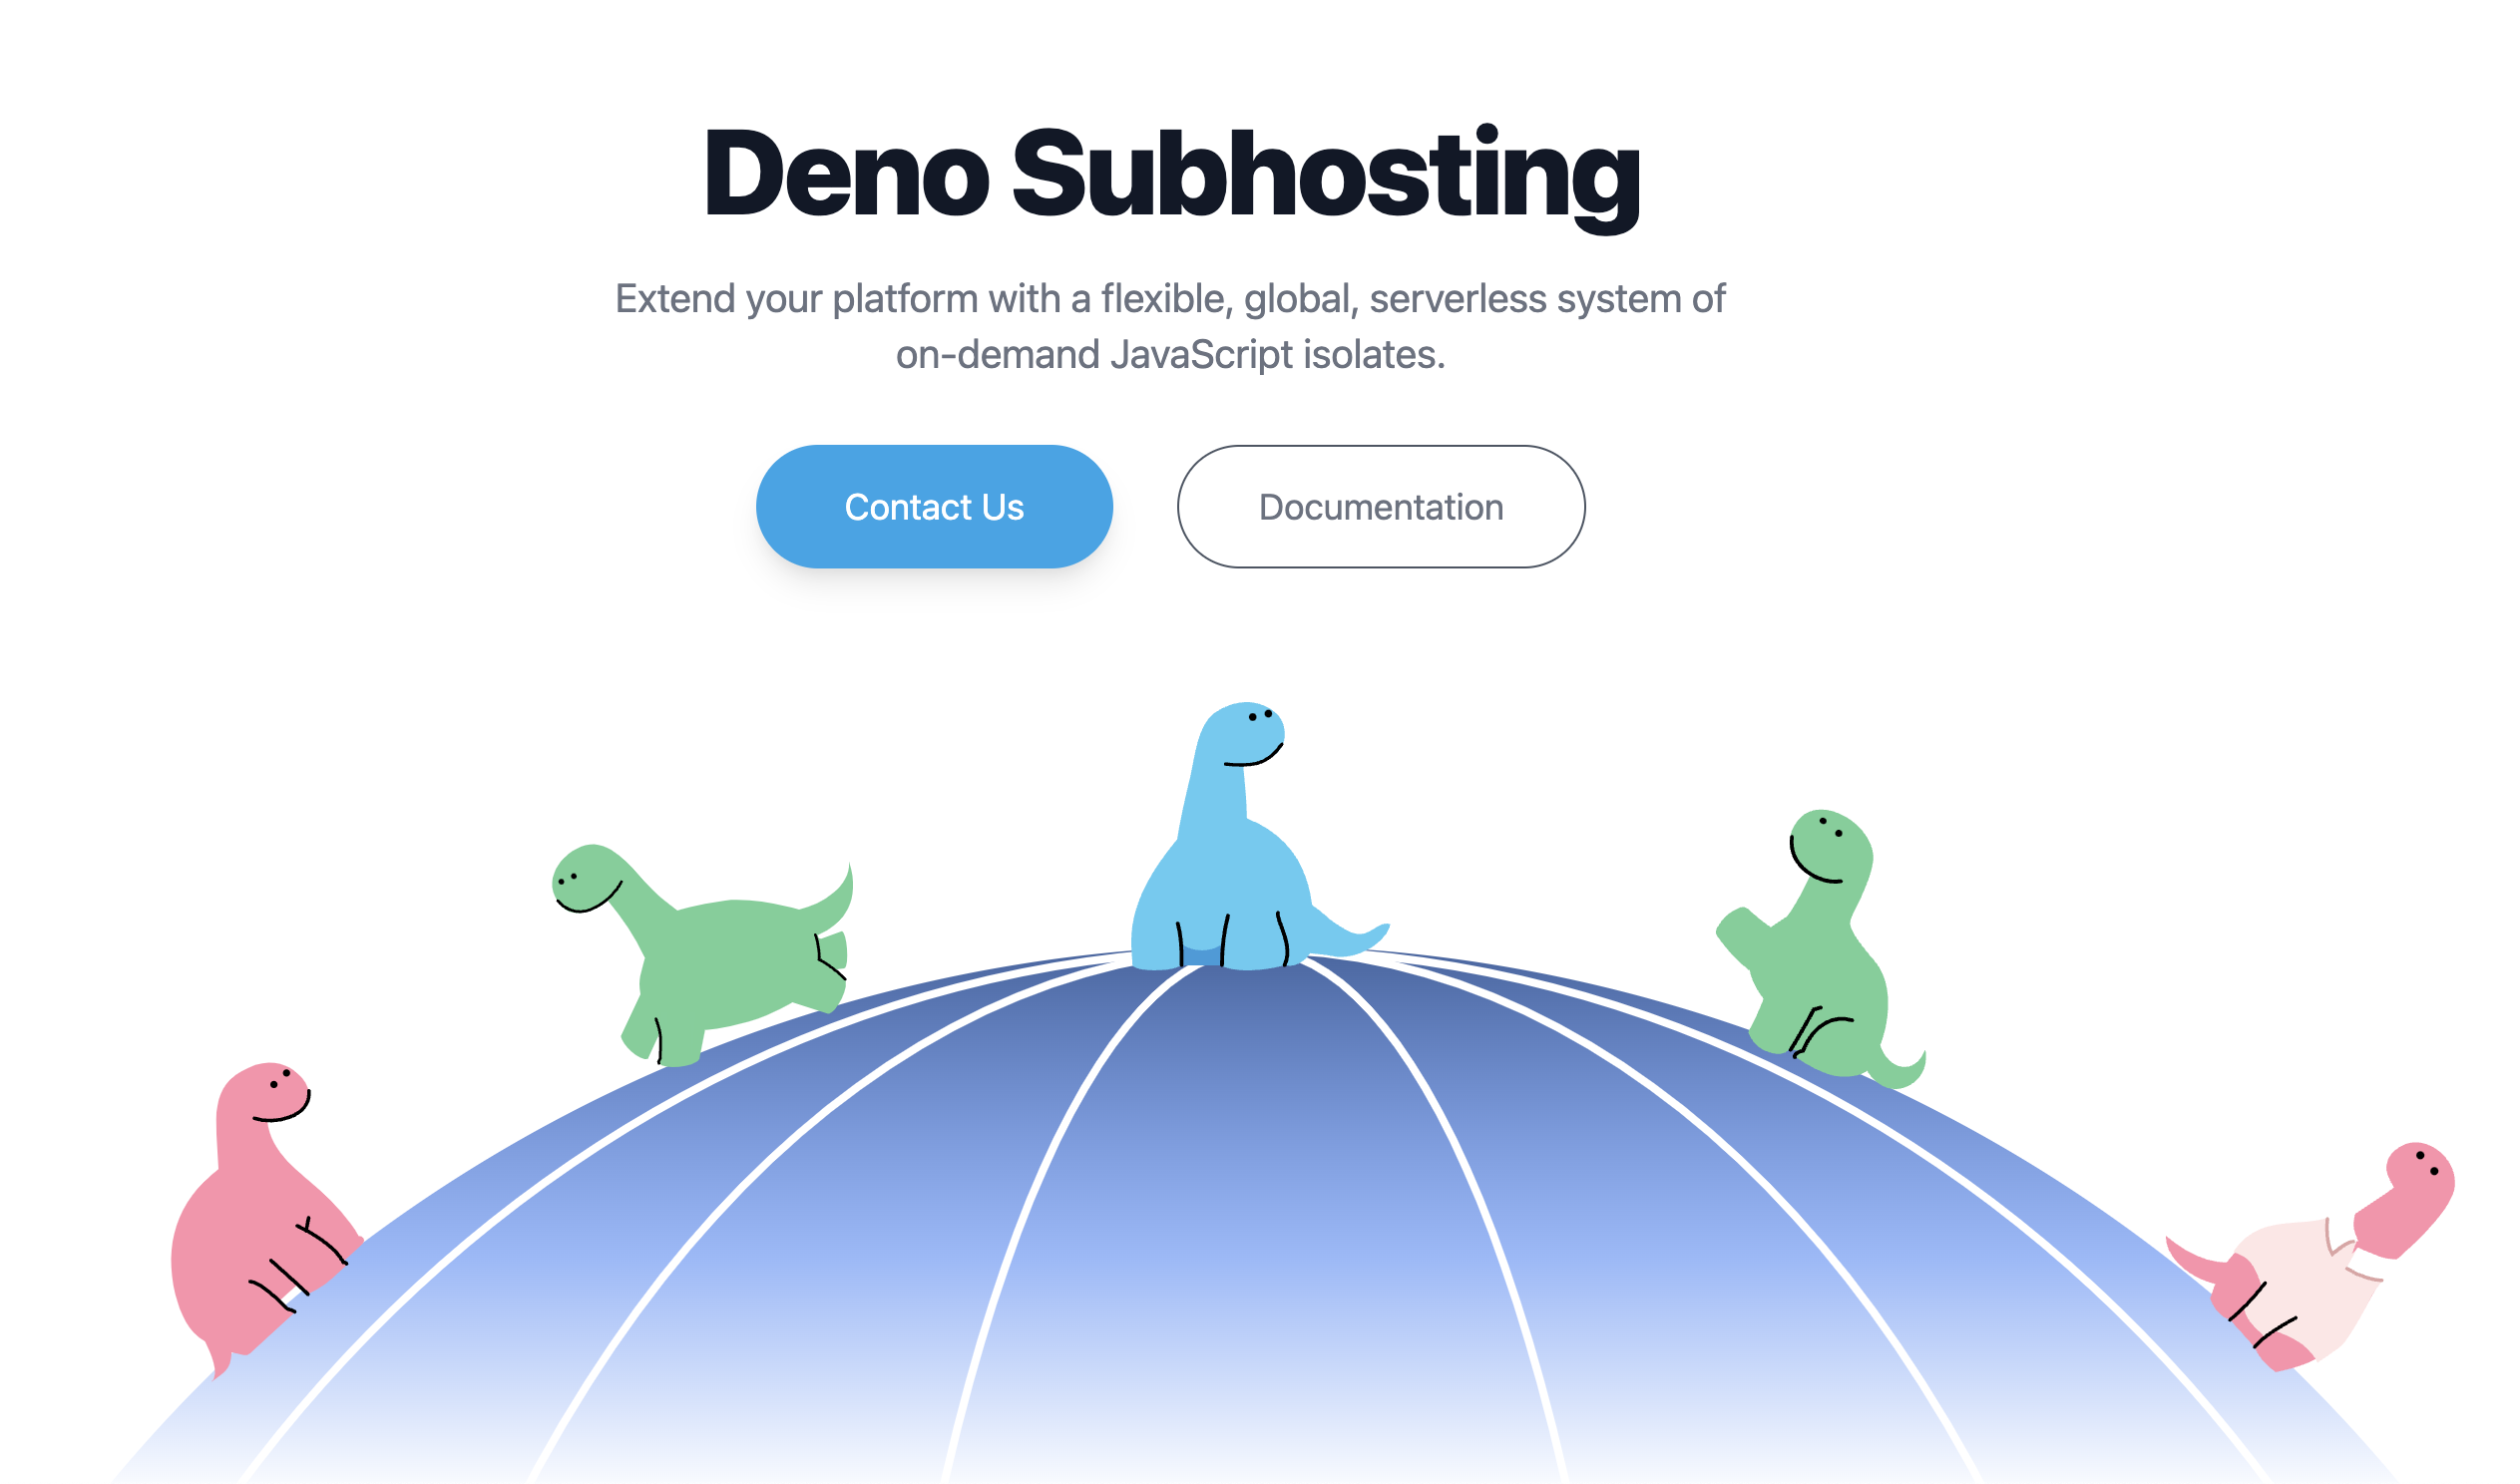 Deno Subhosting
Extend your platform with a flexible, global, serverless system of
on-demand JavaScript isolates.
Contact Us
Documentation